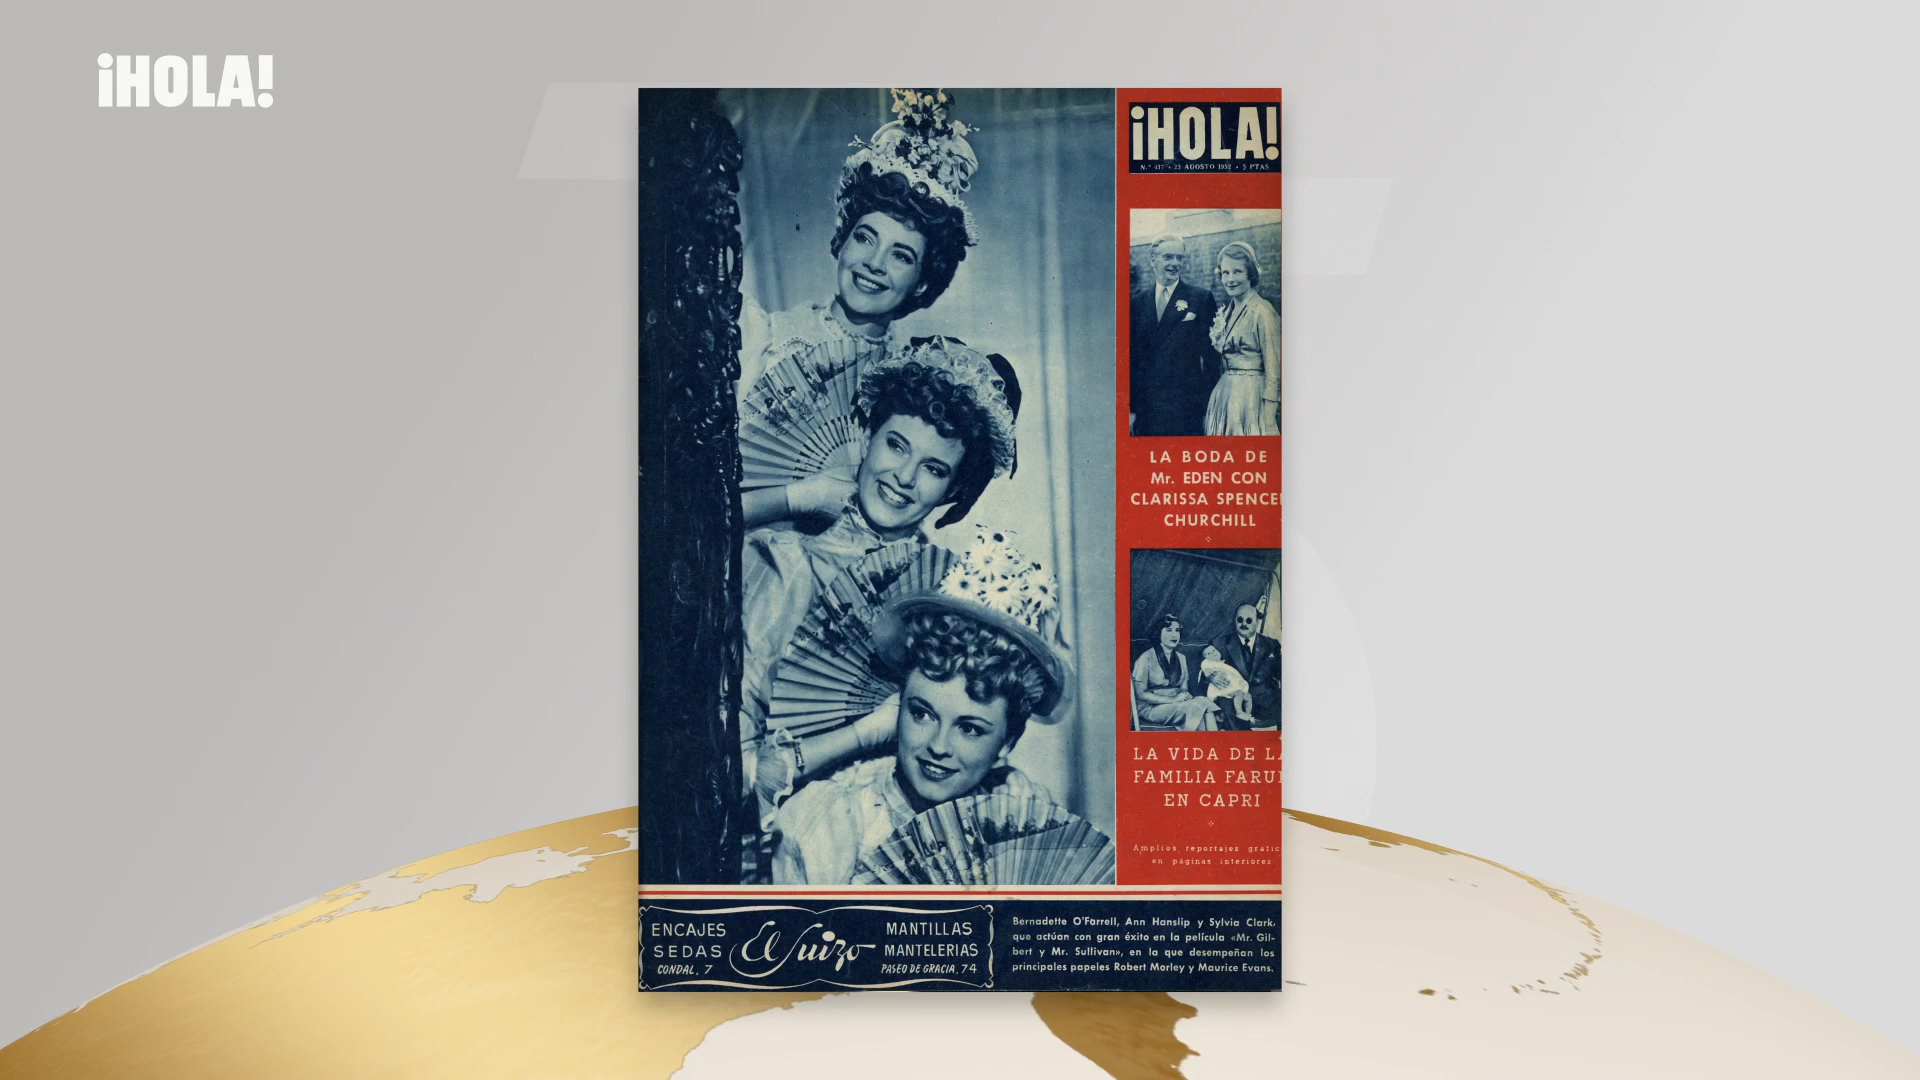 ¡HOLA!
¡HOLA!
N.º 417 • 23 AGOSTO 1952 • 5 PTAS
LA BODA DE
Mr. EDEN CON
CLARISSA SPENCER
CHURCHILL
LA VIDA DE LA
FAMILIA FARUK
EN CAPRI
Amplios reportajes gráfic
en páginas interiores
ENCAJES
SEDAS
CONDAL, 7
El Suizo
MANTILLAS
MANTELERIAS
PASEO DE GRACIA, 74
Bernadette O'Farrell, Ann Hanslip y Sylvia Clark,
que actúan con gran éxito en la película «Mr. Gil-
bert y Mr. Sullivan», en la que desempeñan los
principales papeles Robert Morley y Maurice Evans.